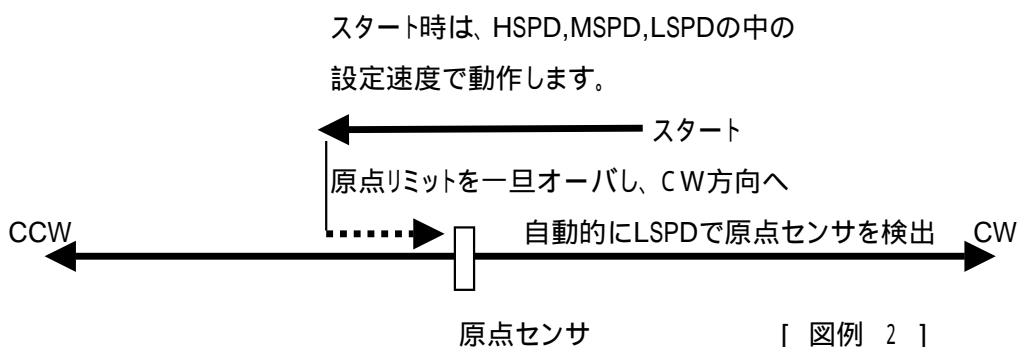 スタート時は、HSPD,MSPD,LSPDの中の
設定速度で動作します。
スタート
原点リミットを一旦オーバし、CW方向へ
CCW
自動的にLSPDで原点センサを検出
CW
原点センサ
[ 図例 2 ]